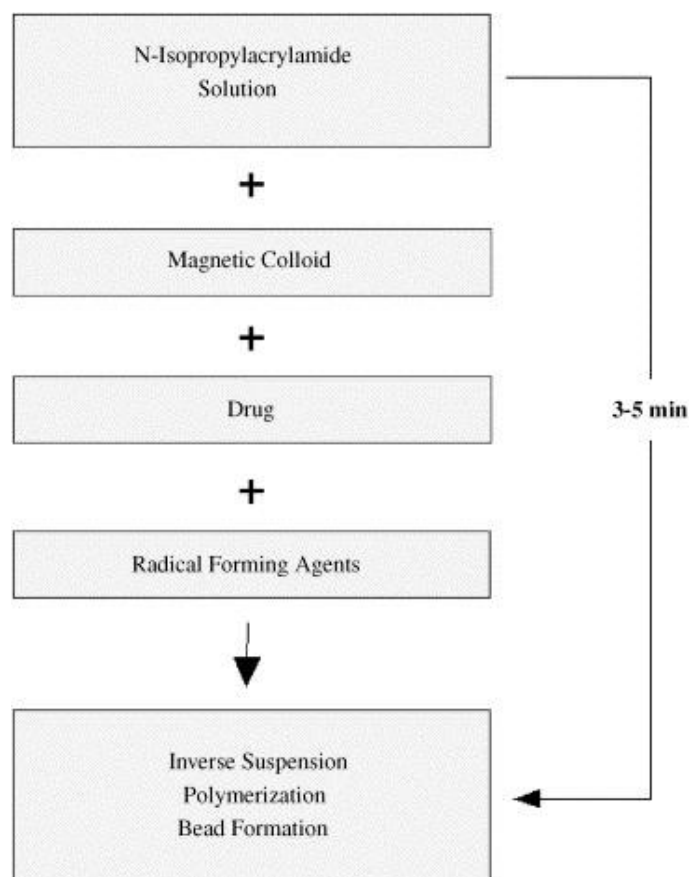 N-Isopropylacrylamide
Solution
+
Magnetic Colloid
+
Drug
3-5 min
+
Radical Forming Agents
Inverse Suspension
Polymerization
Bead Formation